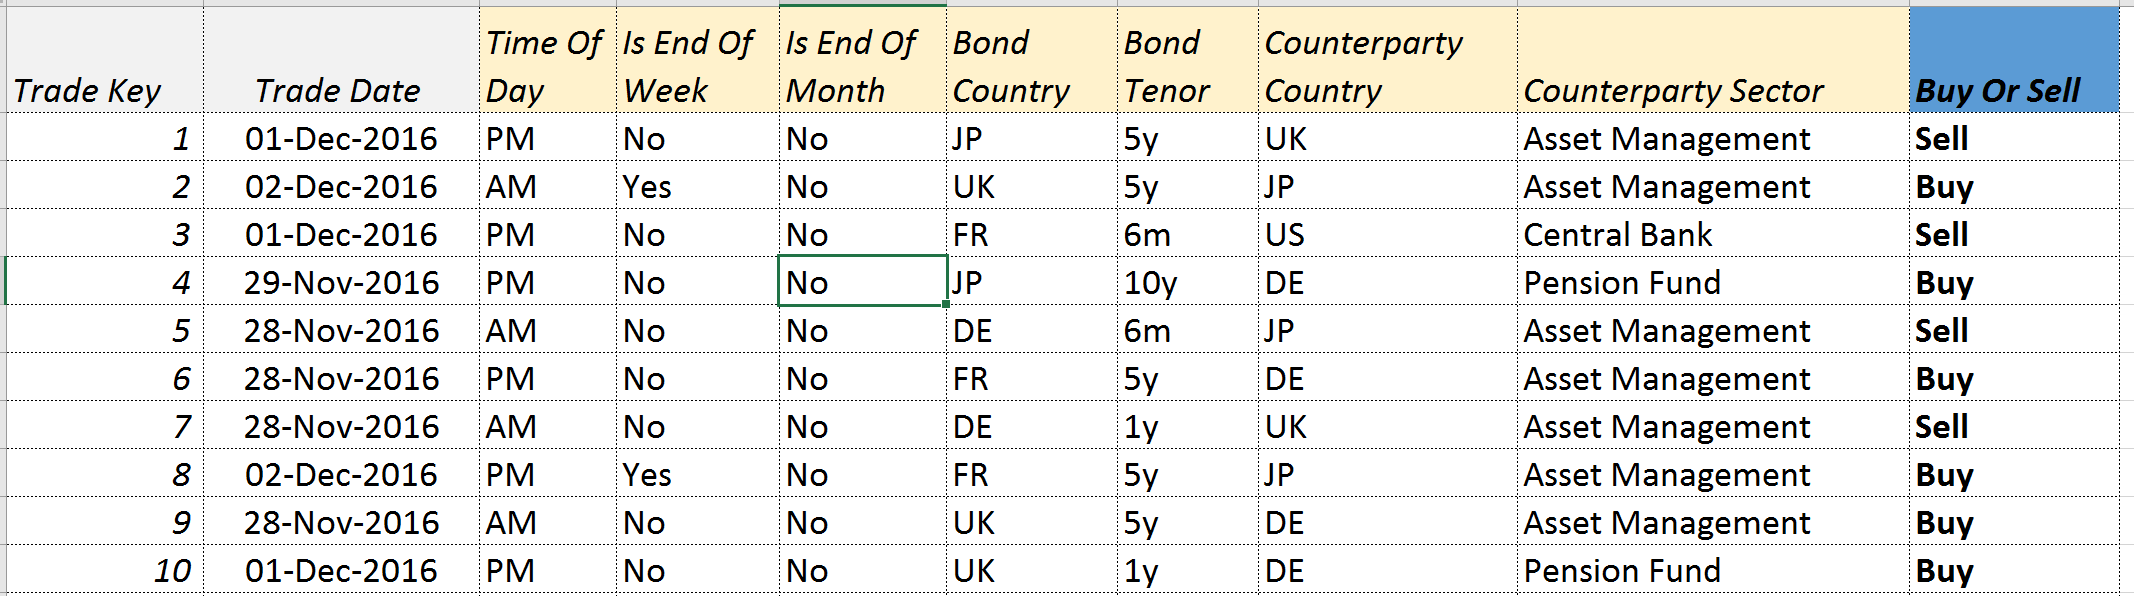 Trade Key Trade Date Time Of Day Is End Of Week Is End Of Month Bond Country Bond Tenor Counterparty Country Counterparty Sector Buy Or Sell
1 01-Dec-2016 PM No No JP 5y UK Asset Management Sell
2 02-Dec-2016 AM Yes No UK 5y JP Asset Management Buy
3 01-Dec-2016 PM No No FR 6m US Central Bank Sell
4 29-Nov-2016 PM No No JP 10y DE Pension Fund Buy
5 28-Nov-2016 AM No No DE 6m JP Asset Management Sell
6 28-Nov-2016 PM No No FR 5y DE Asset Management Buy
7 28-Nov-2016 AM No No DE 1y UK Asset Management Sell
8 02-Dec-2016 PM Yes No FR 5y JP Asset Management Buy
9 28-Nov-2016 AM No No UK 5y DE Asset Management Buy
10 01-Dec-2016 PM No No UK 1y DE Pension Fund Buy